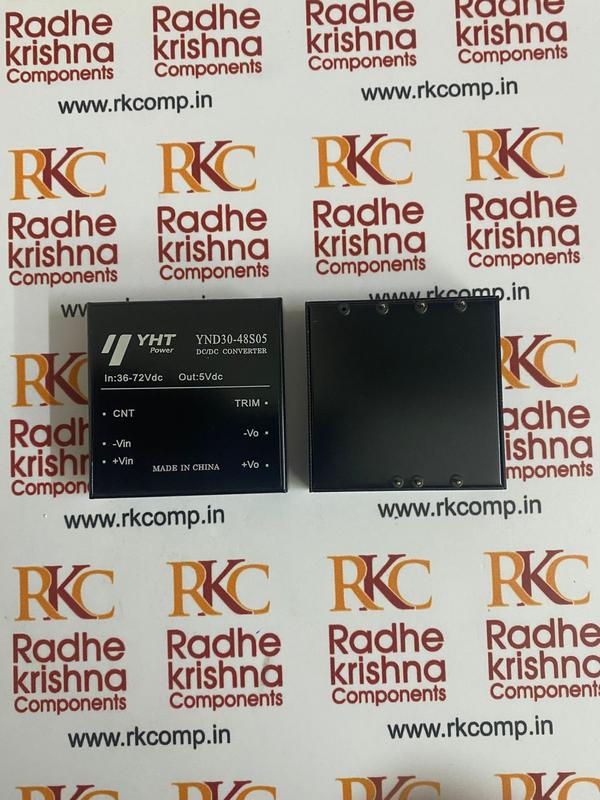 Radhe Radhe Radhe Radhe
krishna krishna krishna krishna
Components Components Components Components
www.rkcomp.in www.rkcomp.in
RKC RKC RKC RKC
Radhe Radhe Radhe Radhe
krishna krishna krishna krishna
Components Components Components Components
www.rkcomp.in
YHT
Power
YND30-48S05
DC/DC CONVERTER
In:36-72Vdc Out:5Vdc
CNT
TRIM
-Vin
-Vo
+Vin
MADE IN CHINA
+Vo
www.rkcomp.in www.rkcomp.in
RKC RKC RKC RKC
Radhe Radhe Radhe Radhe
krishna krishna krishna krishna
Components Components Components Components
www.rkcomp.in www.rkcomp.in